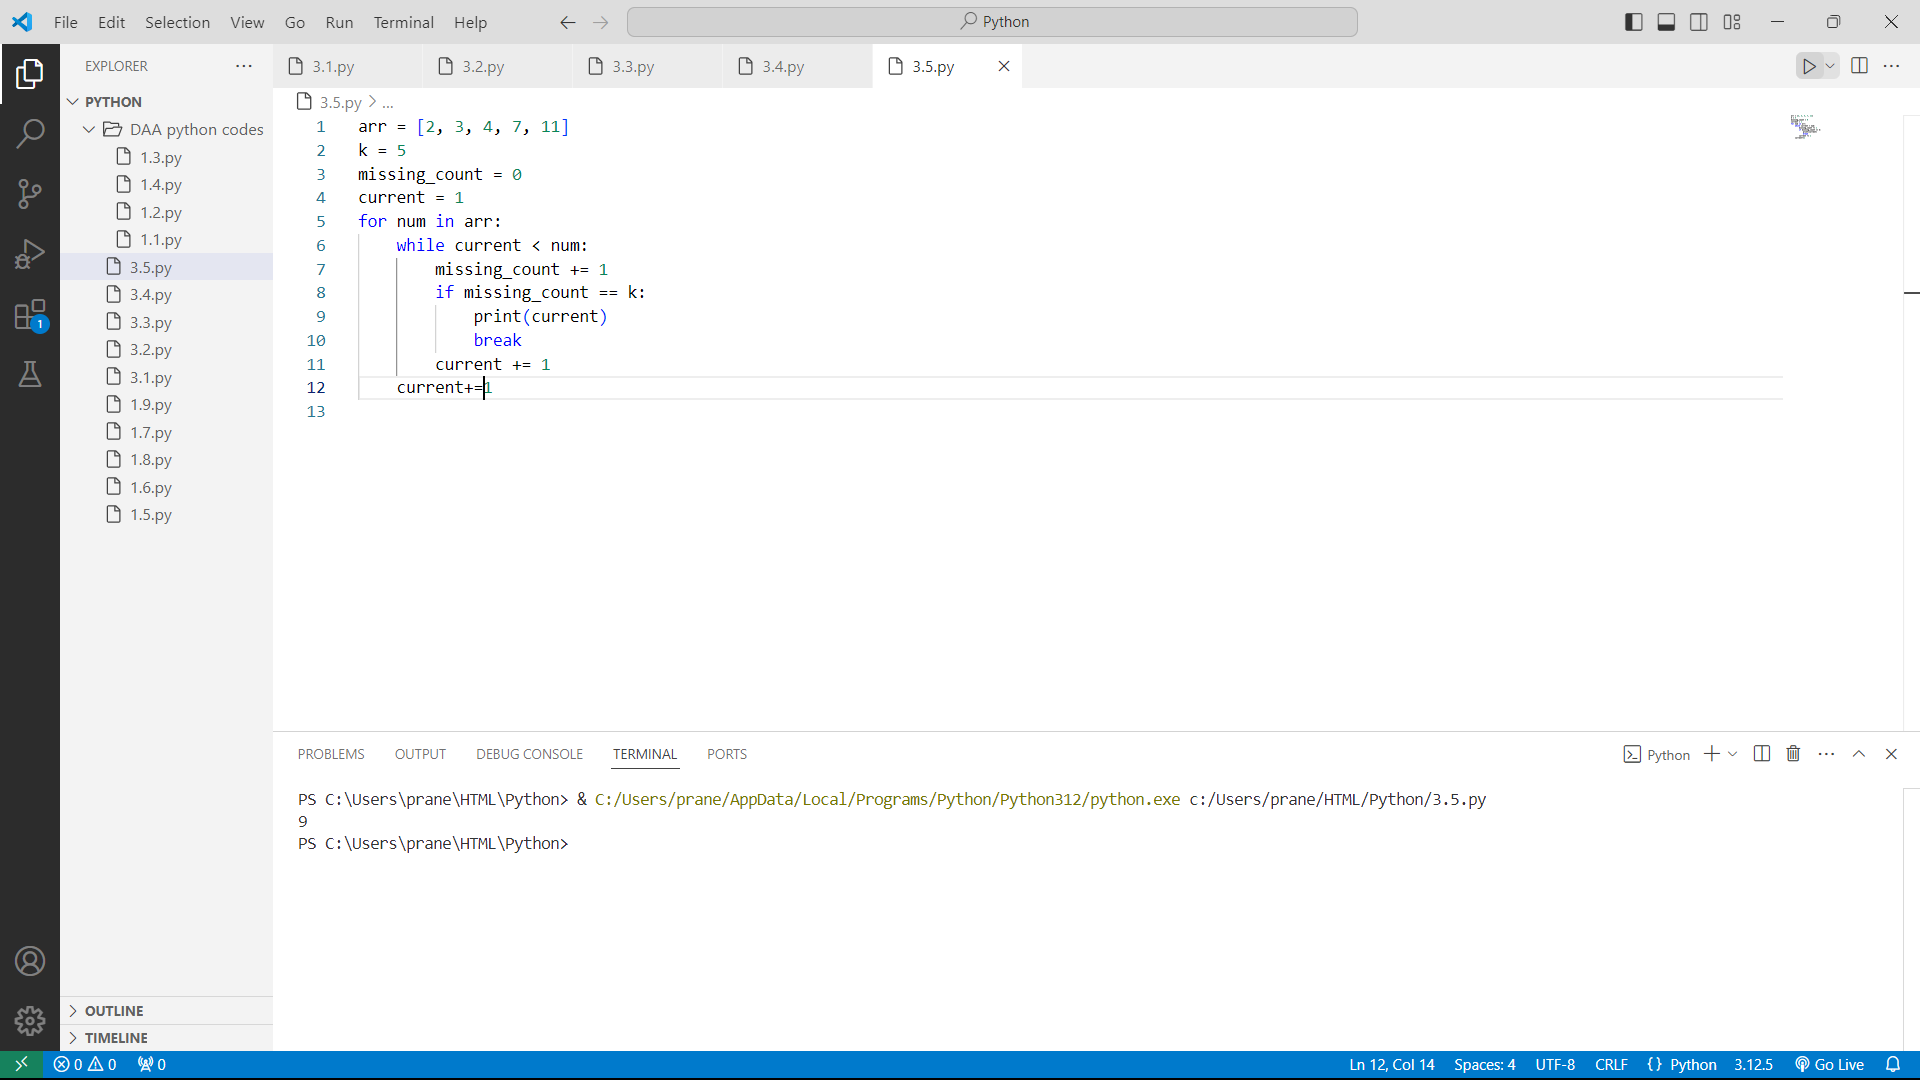 File Edit Selection View Go Run Terminal Help Python
EXPLORER
PYTHON
DAA python codes
1.3.py
1.4.py
1.2.py
1.1.py
3.5.py
3.4.py
3.3.py
3.2.py
3.1.py
1.9.py
1.7.py
1.8.py
1.6.py
1.5.py
OUTLINE
TIMELINE
1
3.1.py 3.2.py 3.3.py 3.4.py 3.5.py
3.5.py > ...
1 arr = [2, 3, 4, 7, 11]
2 k = 5
3 missing_count = 0
4 current = 1
5 for num in arr:
6     while current < num:
7         missing_count += 1
8         if missing_count == k:
9             print(current)
10             break
11         current += 1
12     current+=1
13
PROBLEMS OUTPUT DEBUG CONSOLE TERMINAL PORTS Python
PS C:\Users\prane\HTML\Python> & C:/Users/prane/AppData/Local/Programs/Python/Python312/python.exe c:/Users/prane/HTML/Python/3.5.py
9
PS C:\Users\prane\HTML\Python>
0 0 0 Ln 12, Col 14 Spaces: 4 UTF-8 CRLF {} Python 3.12.5 Go Live